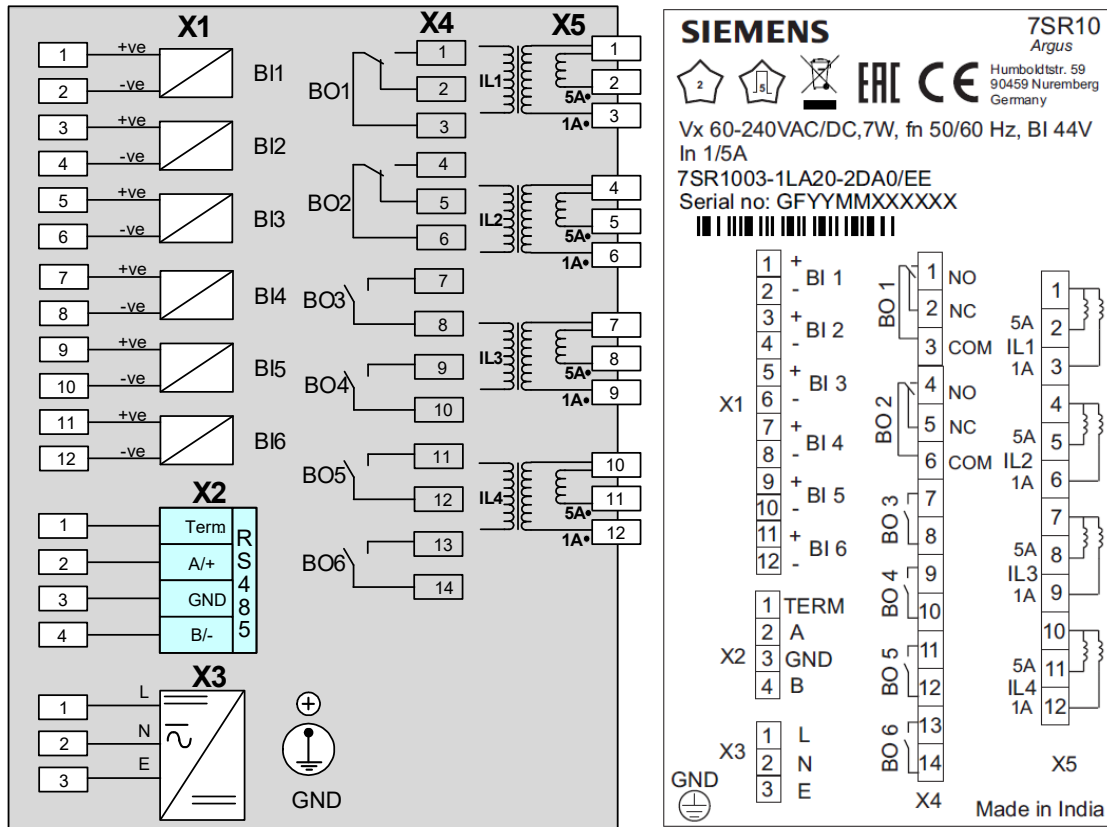 X1
X4
X5
1 +ve
2 -ve
BI1
3 +ve
4 -ve
BI2
5 +ve
6 -ve
BI3
7 +ve
8 -ve
BI4
9 +ve
10 -ve
BI5
11 +ve
12 -ve
BI6
X2
1 Term
2 A/+
3 GND
4 B/-
RS485
X3
1 L
2 N
3 E
GND
BO1
1
2
3
BO2
4
5
6
BO3
7
8
BO4
9
10
BO5
11
12
BO6
13
14
IL1
1
2
5A•
3
1A•
IL2
4
5
5A•
6
1A•
IL3
7
8
5A•
9
1A•
IL4
10
11
5A•
12
1A•
SIEMENS
7SR10
Argus
2
5
EAC CE
Humboldtstr. 59
90459 Nuremberg
Germany
Vx 60-240VAC/DC,7W, fn 50/60 Hz, BI 44V
In 1/5A
7SR1003-1LA20-2DA0/EE
Serial no: GFYYMMXXXXXX
X1
1 +
2 -
BI 1
3 +
4 -
BI 2
5 +
6 -
BI 3
7 +
8 -
BI 4
9 +
10 -
BI 5
11 +
12 -
BI 6
X2
1 TERM
2 A
3 GND
4 B
X3
1 L
2 N
3 E
GND
BO 1
1 NO
2 NC
3 COM
BO 2
4 NO
5 NC
6 COM
BO 3
7
8
BO 4
9
10
BO 5
11
12
BO 6
13
14
X4
1
5A 2
IL1
1A 3
4
5A 5
IL2
1A 6
7
5A 8
IL3
1A 9
10
5A 11
IL4
1A 12
X5
Made in India